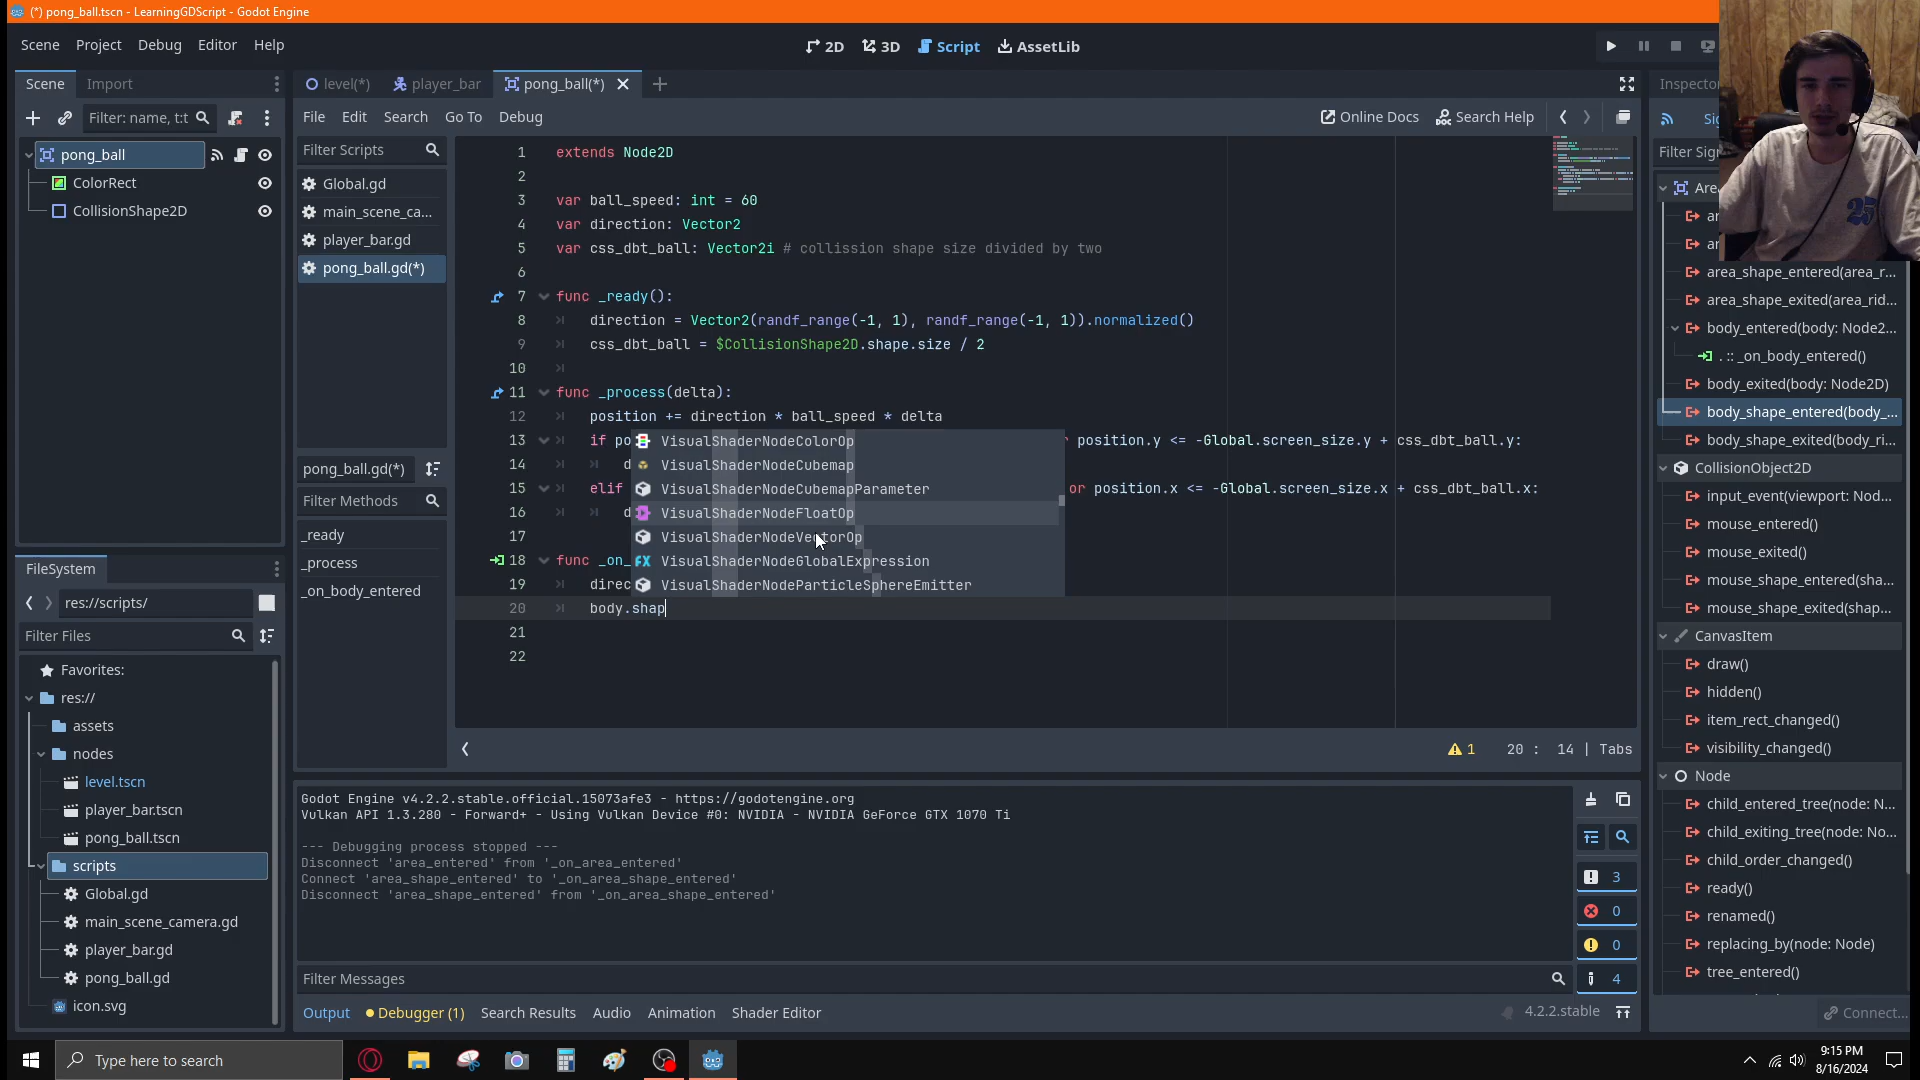 (*) pong_ball.tscn - LearningGDScript - Godot Engine
Scene Project Debug Editor Help
2D 3D Script AssetLib
Scene Import
level(*) player_bar pong_ball(*)
Inspector
Filter: name, t:t
File Edit Search Go To Debug
Online Docs Search Help
pong_ball
ColorRect
CollisionShape2D
Filter Scripts
Global.gd
main_scene_ca...
player_bar.gd
pong_ball.gd(*)
pong_ball.gd(*)
Filter Methods
_ready
_process
_on_body_entered
1 extends Node2D
2
3 var ball_speed: int = 60
4 var direction: Vector2
5 var css_dbt_ball: Vector2i # collission shape size divided by two
6
7 func _ready():
8 direction = Vector2(randf_range(-1, 1), randf_range(-1, 1)).normalized()
9 css_dbt_ball = $CollisionShape2D.shape.size / 2
10
11 func _process(delta):
12 position += direction * ball_speed * delta
13 if po position.y <= -Global.screen_size.y + css_dbt_ball.y:
14 d
15 elif or position.x <= -Global.screen_size.x + css_dbt_ball.x:
16 d
17
18 func _on_
19 direc
20 body.shap
21
22
VisualShaderNodeColorOp
VisualShaderNodeCubemap
VisualShaderNodeCubemapParameter
VisualShaderNodeFloatOp
VisualShaderNodeVectorOp
VisualShaderNodeGlobalExpression
VisualShaderNodeParticleSphereEmitter
1 20 : 14 | Tabs
FileSystem
res://scripts/
Filter Files
Favorites:
res://
assets
nodes
level.tscn
player_bar.tscn
pong_ball.tscn
scripts
Global.gd
main_scene_camera.gd
player_bar.gd
pong_ball.gd
icon.svg
Godot Engine v4.2.2.stable.official.15073afe3 - https://godotengine.org
Vulkan API 1.3.280 - Forward+ - Using Vulkan Device #0: NVIDIA - NVIDIA GeForce GTX 1070 Ti
--- Debugging process stopped ---
Disconnect 'area_entered' from '_on_area_entered'
Connect 'area_shape_entered' to '_on_area_shape_entered'
Disconnect 'area_shape_entered' from '_on_area_shape_entered'
3
0
0
4
Filter Messages
Output Debugger (1) Search Results Audio Animation Shader Editor
4.2.2.stable
Filter Sig
25
area_shape_entered(area_r...
area_shape_exited(area_rid...
body_entered(body: Node2...
. :: _on_body_entered()
body_exited(body: Node2D)
body_shape_entered(body_...
body_shape_exited(body_ri...
CollisionObject2D
input_event(viewport: Nod...
mouse_entered()
mouse_exited()
mouse_shape_entered(sha...
mouse_shape_exited(shap...
CanvasItem
draw()
hidden()
item_rect_changed()
visibility_changed()
Node
child_entered_tree(node: N...
child_exiting_tree(node: No...
child_order_changed()
ready()
renamed()
replacing_by(node: Node)
tree_entered()
Connect...
Type here to search
9:15 PM
8/16/2024